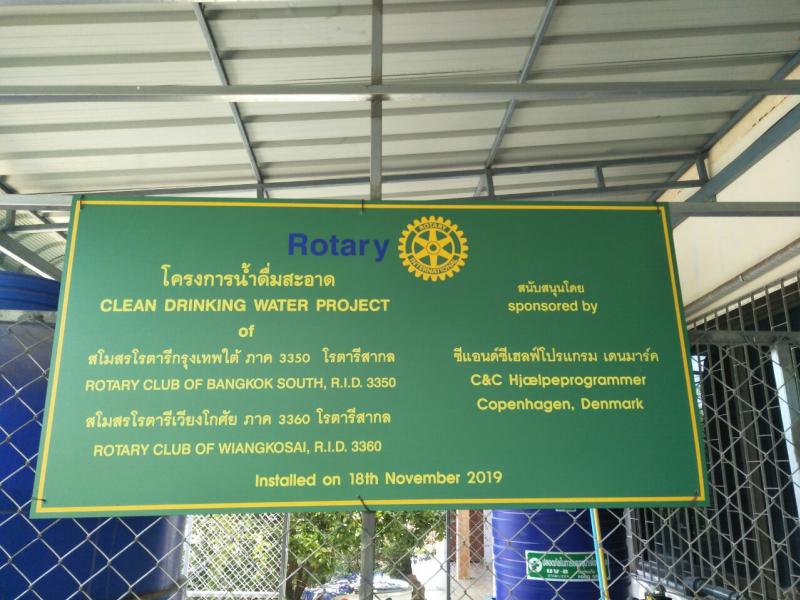 Rotary
ROTARY
INTERNATIONAL
โครงการน้ำดื่มสะอาด
CLEAN DRINKING WATER PROJECT
of
สโมสรโรตารีกรุงเทพใต้ ภาค 3350 โรตารีสากล
ROTARY CLUB OF BANGKOK SOUTH, R.I.D. 3350
สโมสรโรตารีเวียงโกศัย ภาค 3360 โรตารีสากล
ROTARY CLUB OF WIANGKOSAI, R.I.D. 3360
สนับสนุนโดย
sponsored by
ซีแอนด์ซีเฮลพ์โปรแกรม เดนมาร์ค
C&C Hjælpeprogrammer
Copenhagen, Denmark
Installed on 18th November 2019
UV-8